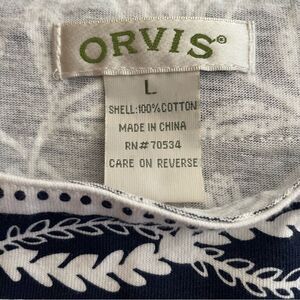 ORVIS®
L
SHELL:100%COTTON
MADE IN CHINA
RN#70534
CARE ON REVERSE